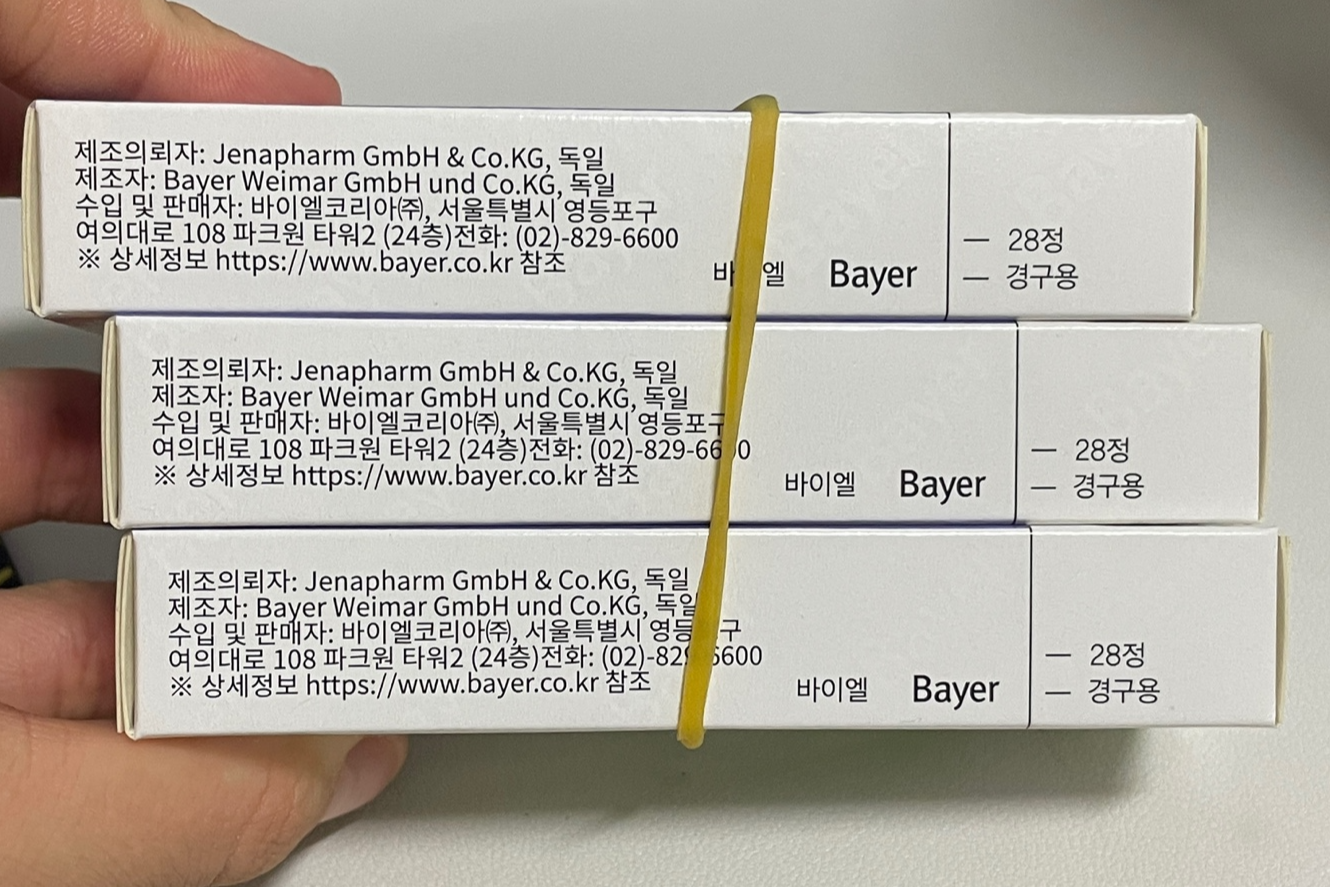 제조의뢰자: Jenapharm GmbH & Co.KG, 독일
제조자: Bayer Weimar GmbH und Co.KG, 독일
수입 및 판매자: 바이엘코리아㈜, 서울특별시 영등포구
여의대로 108 파크원 타워2 (24층)전화: (02)-829-6600
※ 상세정보 https://www.bayer.co.kr 참조
바 엘 Bayer
— 28정
— 경구용
제조의뢰자: Jenapharm GmbH & Co.KG, 독일
제조자: Bayer Weimar GmbH und Co.KG, 독일
수입 및 판매자: 바이엘코리아㈜, 서울특별시 영등포구
여의대로 108 파크원 타워2 (24층)전화: (02)-829-66 0
※ 상세정보 https://www.bayer.co.kr 참조
바이엘 Bayer
— 28정
— 경구용
제조의뢰자: Jenapharm GmbH & Co.KG, 독일
제조자: Bayer Weimar GmbH und Co.KG, 독일
수입 및 판매자: 바이엘코리아㈜, 서울특별시 영등 구
여의대로 108 파크원 타워2 (24층)전화: (02)-829 6600
※ 상세정보 https://www.bayer.co.kr 참조
바이엘 Bayer
— 28정
— 경구용